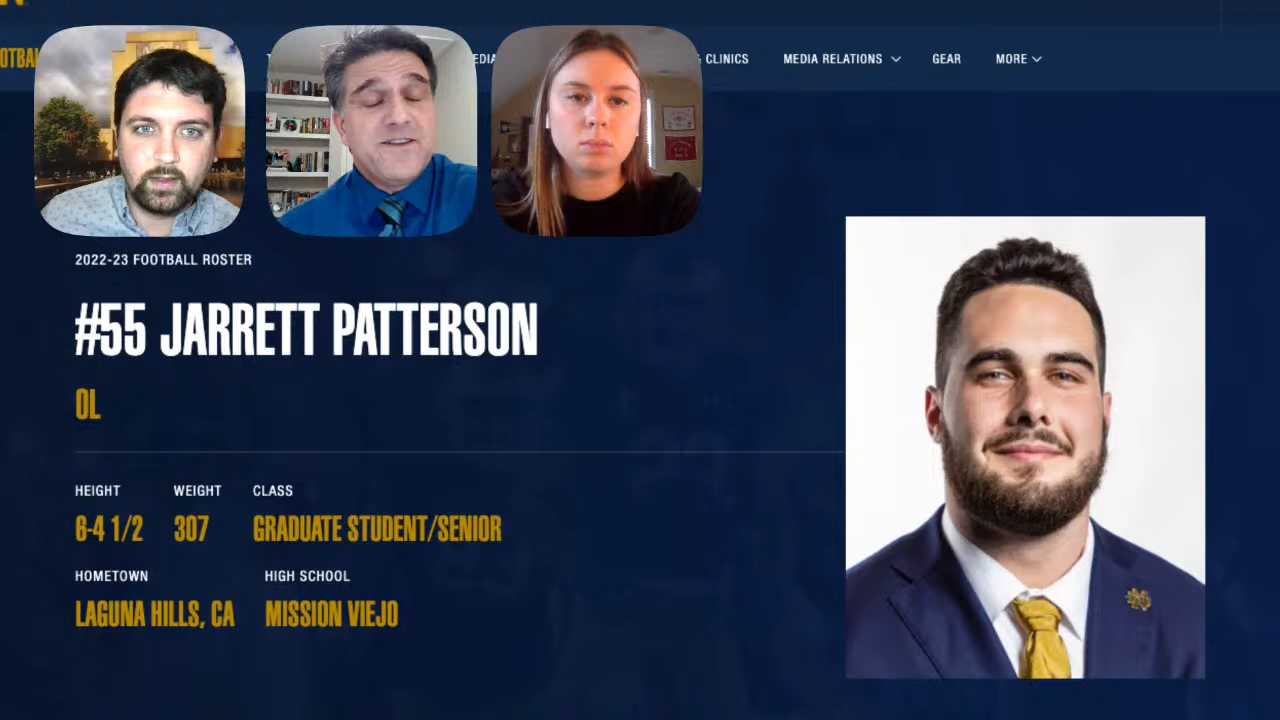 CLINICS MEDIA RELATIONS GEAR MORE
2022-23 FOOTBALL ROSTER
#55 JARRETT PATTERSON
OL
HEIGHT WEIGHT CLASS
6-4 1/2 307 GRADUATE STUDENT/SENIOR
HOMETOWN HIGH SCHOOL
LAGUNA HILLS, CA MISSION VIEJO